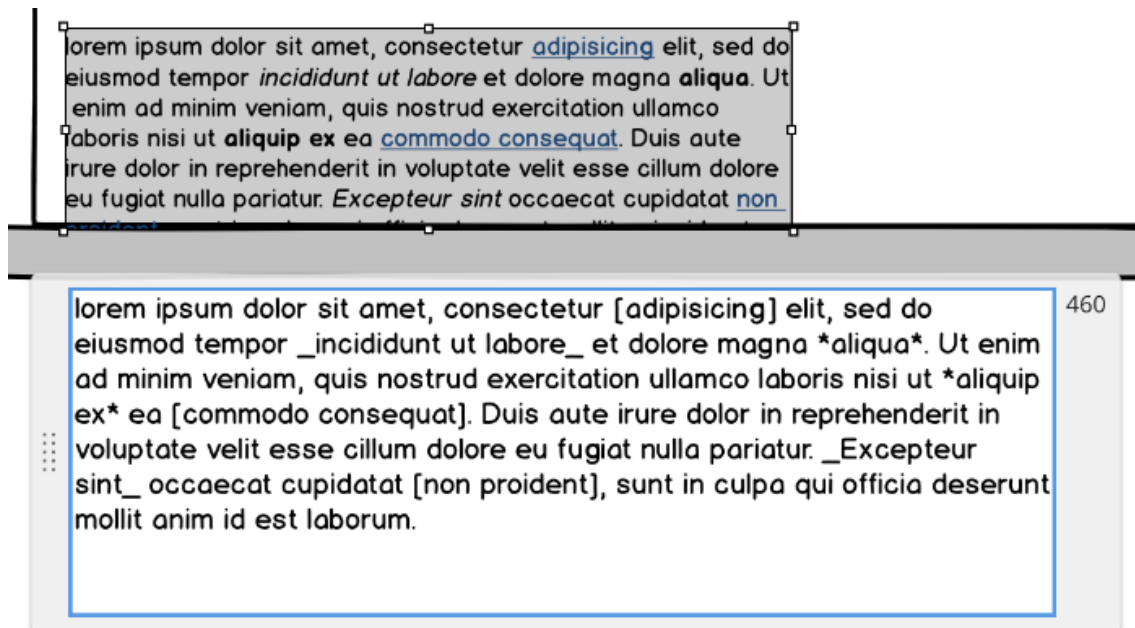 lorem ipsum dolor sit amet, consectetur adipisicing elit, sed do
eiusmod tempor incididunt ut labore et dolore magna aliqua. Ut
enim ad minim veniam, quis nostrud exercitation ullamco
laboris nisi ut aliquip ex ea commodo consequat. Duis aute
irure dolor in reprehenderit in voluptate velit esse cillum dolore
eu fugiat nulla pariatur. Excepteur sint occaecat cupidatat non
lorem ipsum dolor sit amet, consectetur [adipisicing] elit, sed do
eiusmod tempor _incididunt ut labore_ et dolore magna *aliqua*. Ut enim
ad minim veniam, quis nostrud exercitation ullamco laboris nisi ut *aliquip
ex* ea [commodo consequat]. Duis aute irure dolor in reprehenderit in
voluptate velit esse cillum dolore eu fugiat nulla pariatur. _Excepteur
sint_ occaecat cupidatat [non proident], sunt in culpa qui officia deserunt
mollit anim id est laborum.
460